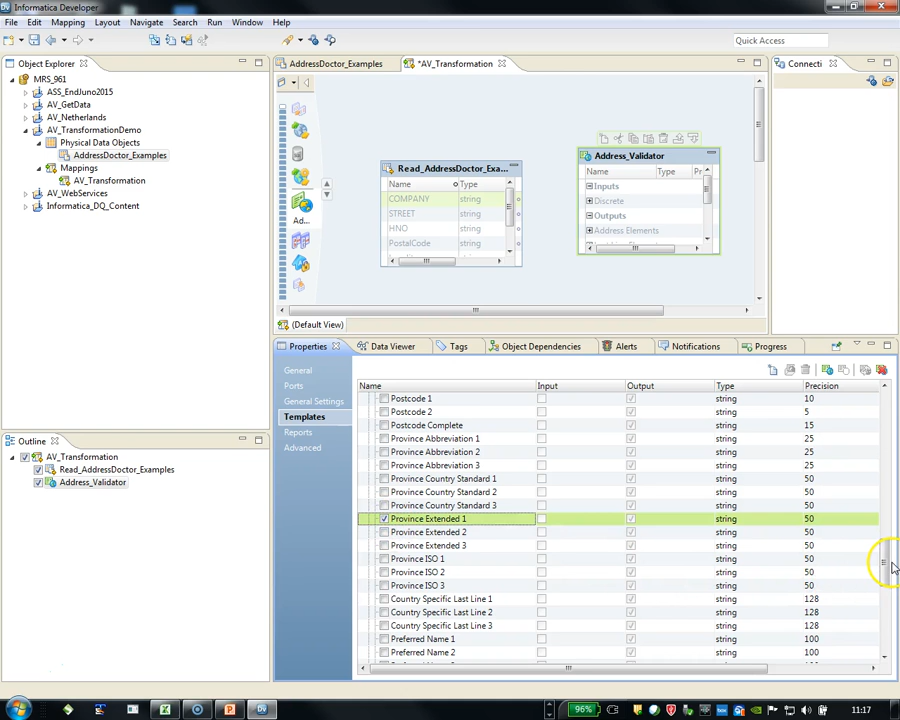 Informatica Developer
File Edit Mapping Layout Navigate Search Run Window Help
Quick Access
Object Explorer
MRS_961
ASS_EndJuno2015
AV_GetData
AV_Netherlands
AV_TransformationDemo
Physical Data Objects
AddressDoctor_Examples
Mappings
AV_Transformation
AV_WebServices
Informatica_DQ_Content
AddressDoctor_Examples *AV_Transformation
Ad...
Read_AddressDoctor_Exa...
Name Type
COMPANY string
STREET string
HNO string
PostalCode string
Address_Validator
Name Type Pr
Inputs
Discrete
Outputs
Address Elements
(Default View)
Connecti
Outline
AV_Transformation
Read_AddressDoctor_Examples
Address_Validator
Properties Data Viewer Tags Object Dependencies Alerts Notifications Progress
General
Ports
General Settings
Templates
Reports
Advanced
Name Input Output Type Precision
Postcode 1 string 10
Postcode 2 string 5
Postcode Complete string 15
Province Abbreviation 1 string 25
Province Abbreviation 2 string 25
Province Abbreviation 3 string 25
Province Country Standard 1 string 50
Province Country Standard 2 string 50
Province Country Standard 3 string 50
Province Extended 1 string 50
Province Extended 2 string 50
Province Extended 3 string 50
Province ISO 1 string 50
Province ISO 2 string 50
Province ISO 3 string 50
Country Specific Last Line 1 string 128
Country Specific Last Line 2 string 128
Country Specific Last Line 3 string 128
Preferred Name 1 string 100
Preferred Name 2 string 100
96%
11:17